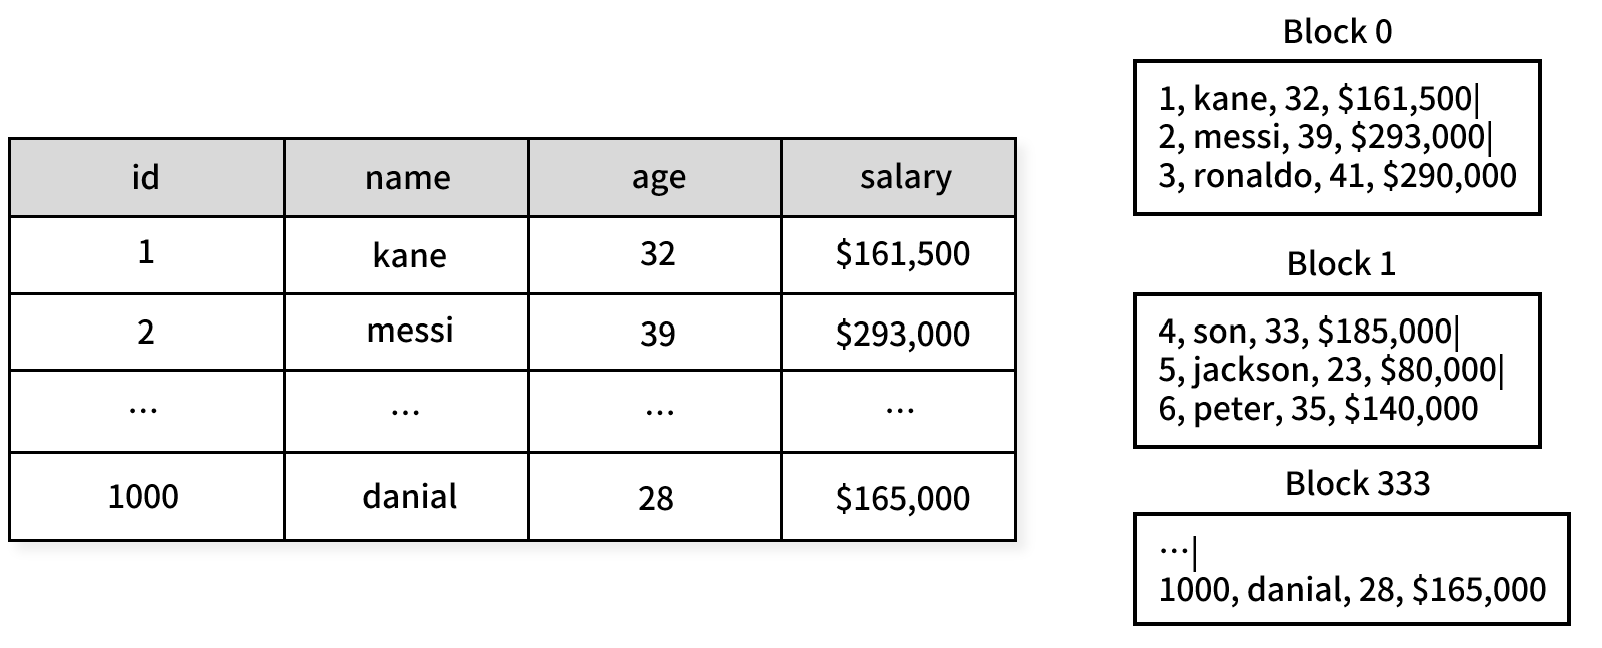 id name age salary
1 kane 32 $161,500
2 messi 39 $293,000
... ... ... ...
1000 danial 28 $165,000
Block 0
1, kane, 32, $161,500|
2, messi, 39, $293,000|
3, ronaldo, 41, $290,000
Block 1
4, son, 33, $185,000|
5, jackson, 23, $80,000|
6, peter, 35, $140,000
Block 333
...|
1000, danial, 28, $165,000